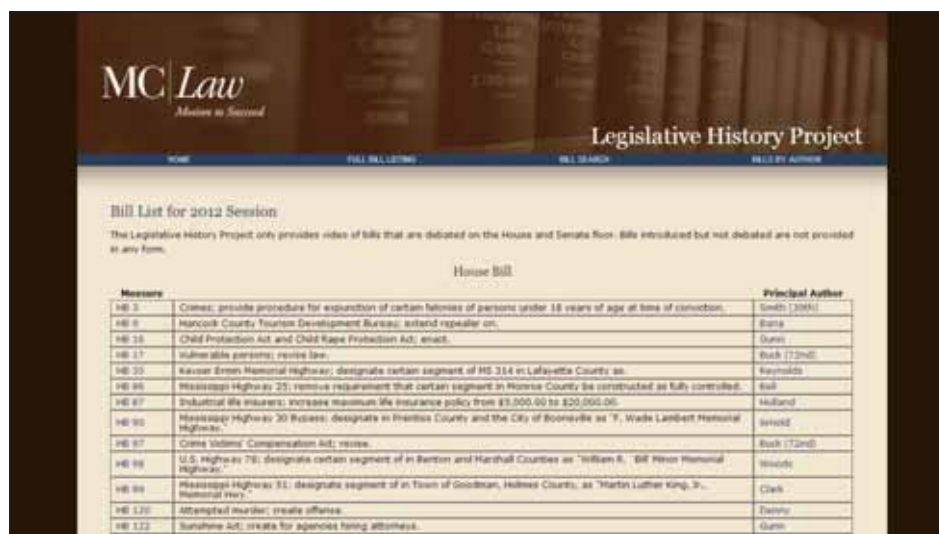 MC Law
Mission to Succeed
Legislative History Project
HOME FULL BILL LISTING BILL SEARCH BILLS BY AUTHOR
Bill List for 2012 Session
The Legislative History Project only provides video of bills that are debated on the House and Senate floor. Bills introduced but not debated are not provided
in any form.
House Bill
Measure Principal Author
HB 3 Crimes; provide procedure for expunction of certain felonies of persons under 18 years of age at time of conviction. Smith (39th)
HB Hancock County Tourism Development Bureau; extend repealer on.
HB 16 Child Protection Act and Child Rape Protection Act; enact. Gunn
HB 17 Vulnerable persons; revise law. Buck (72nd)
HB Kayser Ermin Memorial Highway; designate certain segment of MS 314 in Lafayette County as. Reynolds
HB Mississippi Highway 25; remove requirement that certain segment in Monroe County be constructed as fully controlled. Bell
HB 87 Industrial life insurers; increase maximum life insurance policy from $5,000.00 to $20,000.00. Holland
HB 90 Mississippi Highway 30 Bypass; designate in Prentiss County and the City of Booneville as "F. Wade Lambert Memorial
Highway." Arnold
HB 97 Crime Victims' Compensation Act; revise. Buck (72nd)
HB 98 U.S. Highway 78; designate certain segment of in Benton and Marshall Counties as "William R. 'Bill' Minor Memorial
Highway." Woods
HB 99 Mississippi Highway 51; designate segment of in Town of Goodman, Holmes County, as "Martin Luther King, Jr.,
Memorial Hwy." Clark
HB 120 Attempted murder; create offense. Denny
HB 122 Sunshine Act; create for agencies hiring attorneys. Gunn